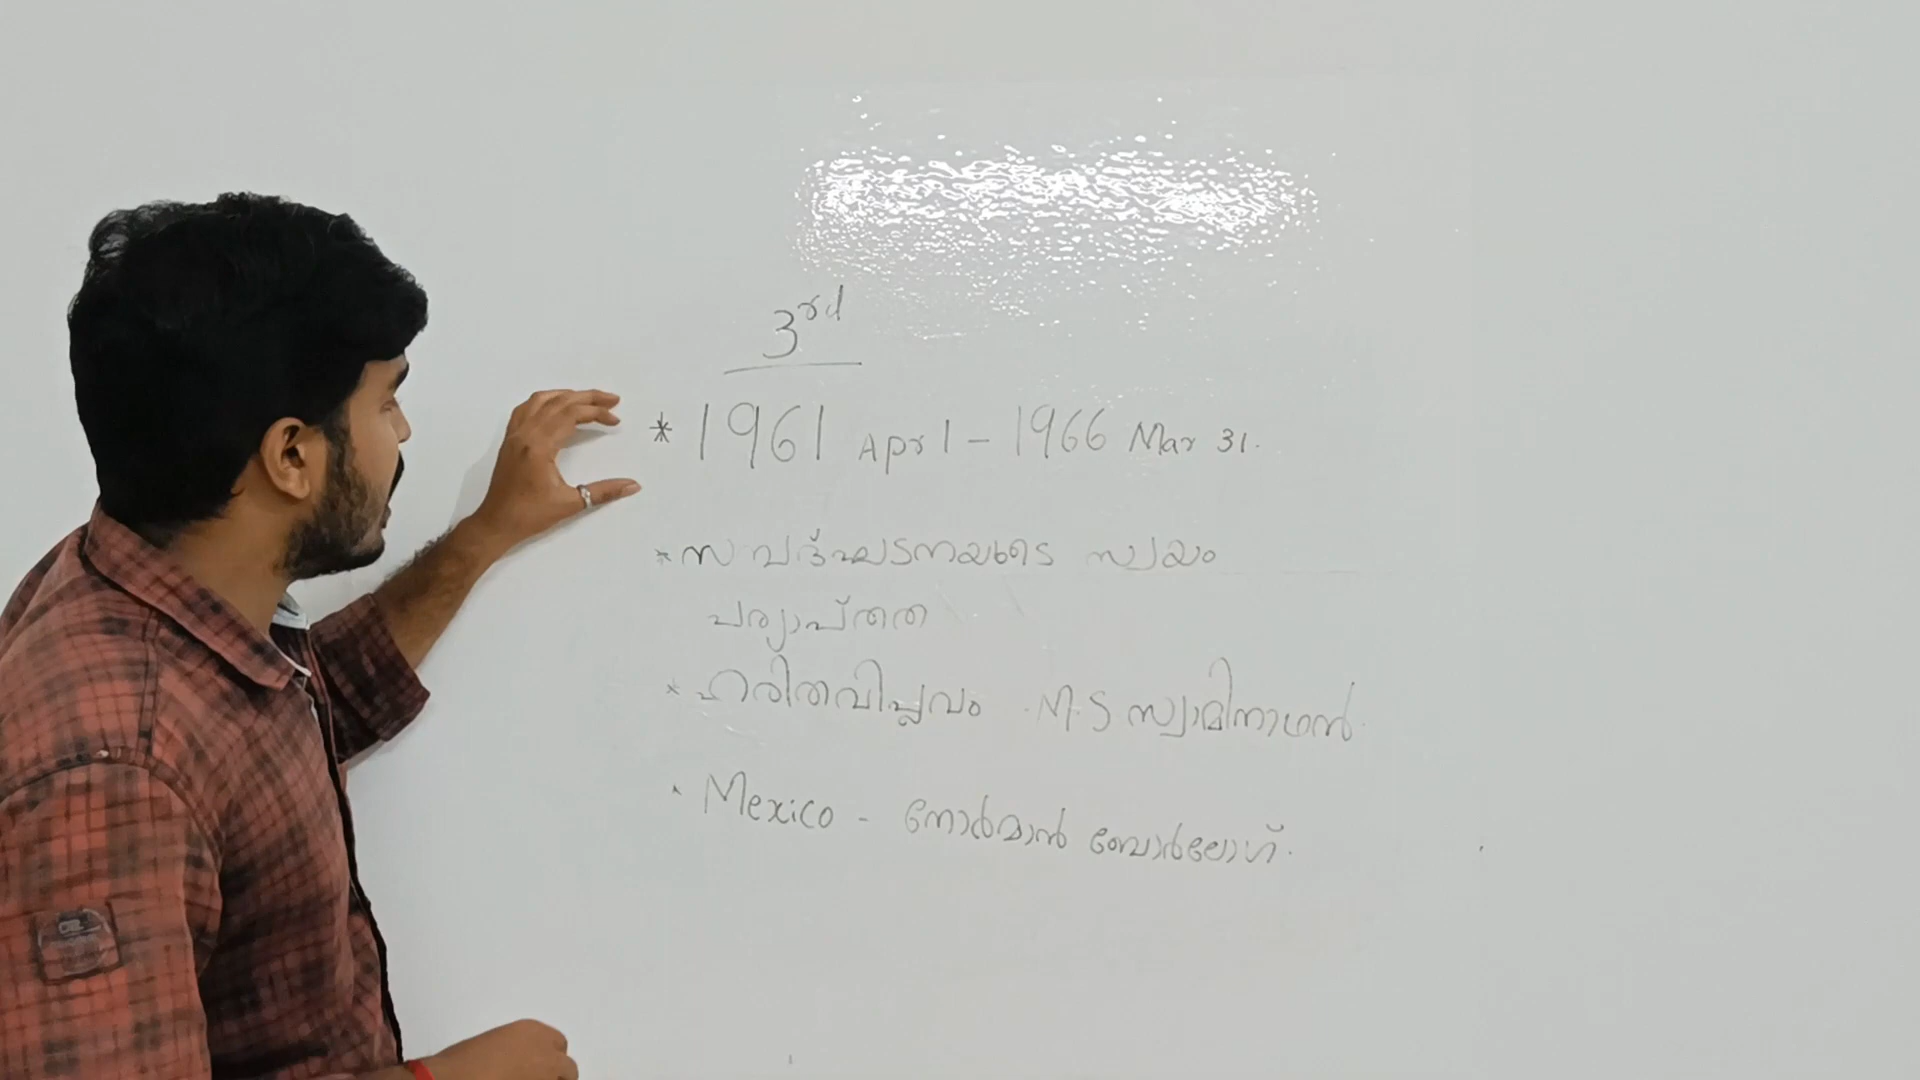 3rd
* 1961 Apr 1 - 1966 Mar 31.
* സമ്പദ്ഘടനയുടെ സ്വയം
പര്യാപ്തത
* ഹരിതവിപ്ലവം . M. S സ്വാമിനാഥൻ.
* Mexico - നോർമാൻ ബോർലോഗ്.